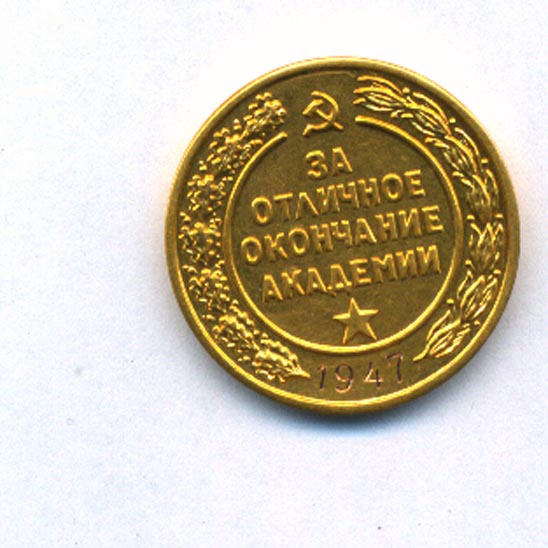 ЗА
ОТЛИЧНОЕ
ОКОНЧАНИЕ
АКАДЕМИИ
1947